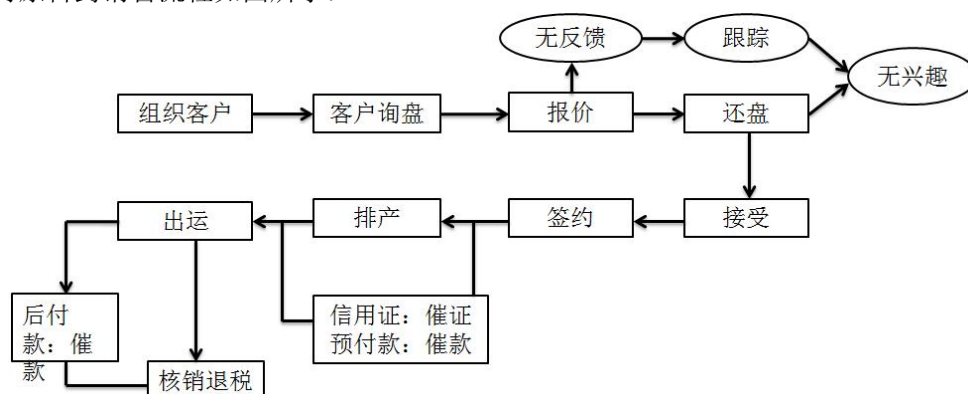 无反馈
跟踪
无兴趣
组织客户
客户询盘
报价
还盘
出运
排产
签约
接受
后付
款：催
款
信用证：催证
预付款：催款
核销退税